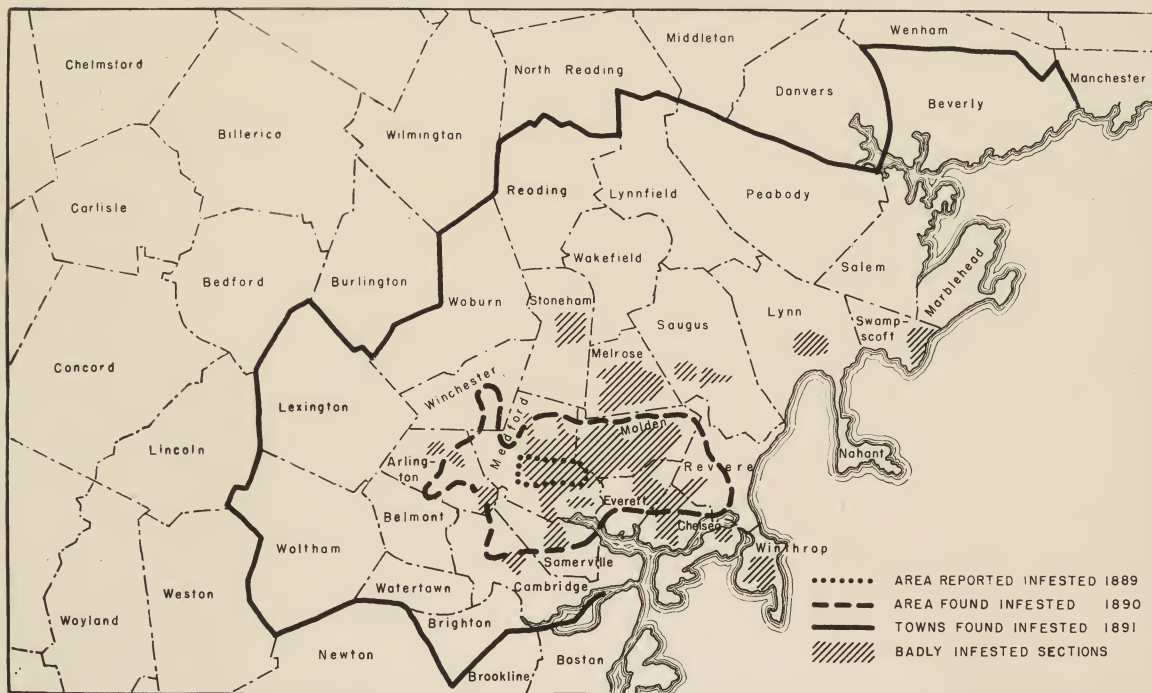 Middleton
Wenham
Chelmsford
North Reading
Manchester
Danvers
Beverly
Billerica
Wilmington
Reading
Lynnfield
Peabody
Carlisle
Wakefield
Salem
Marblehead
Bedford
Burlington
Woburn
Stoneham
Saugus
Lynn
Swamp-
scott
Melrose
Concord
Winchester
Lexington
Medford
Malden
Lincoln
Arling-
ton
Revere
Nahant
Everett
Belmont
Chelsea
Waltham
Somerville
Winthrop
Weston
Watertown
Cambridge
Wayland
Brighton
Newton
Brookline
Boston
AREA REPORTED INFESTED 1889
AREA FOUND INFESTED 1890
TOWNS FOUND INFESTED 1891
BADLY INFESTED SECTIONS